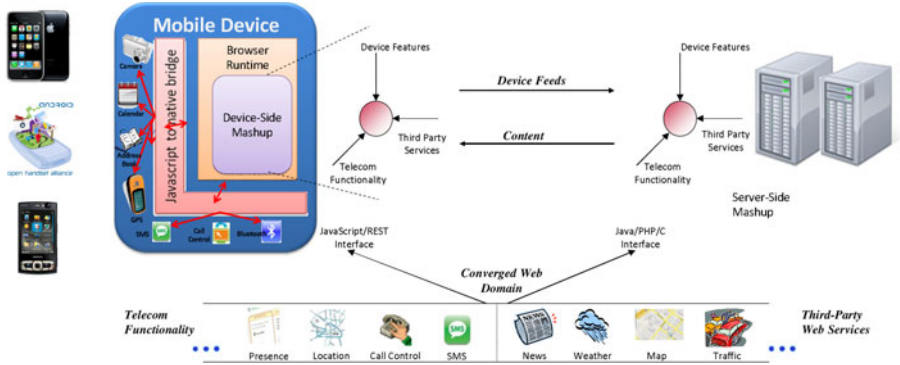 Mobile Device
Camera
Calendar
Address
Book
GPS
Javascript to native bridge
Browser
Runtime
Device-Side
Mashup
SMS
Call
Control
Bluetooth
android
open handset alliance
Device Features
Third Party
Services
Telecom
Functionality
Device Feeds
Content
Device Features
Third Party
Services
Telecom
Functionality
Server-Side
Mashup
JavaScript/REST
Interface
Java/PHP/C
Interface
Converged Web
Domain
Telecom
Functionality
Presence
Location
Call Control
SMS
SMS
NEWS
News
Weather
Map
Traffic
Third-Party
Web Services